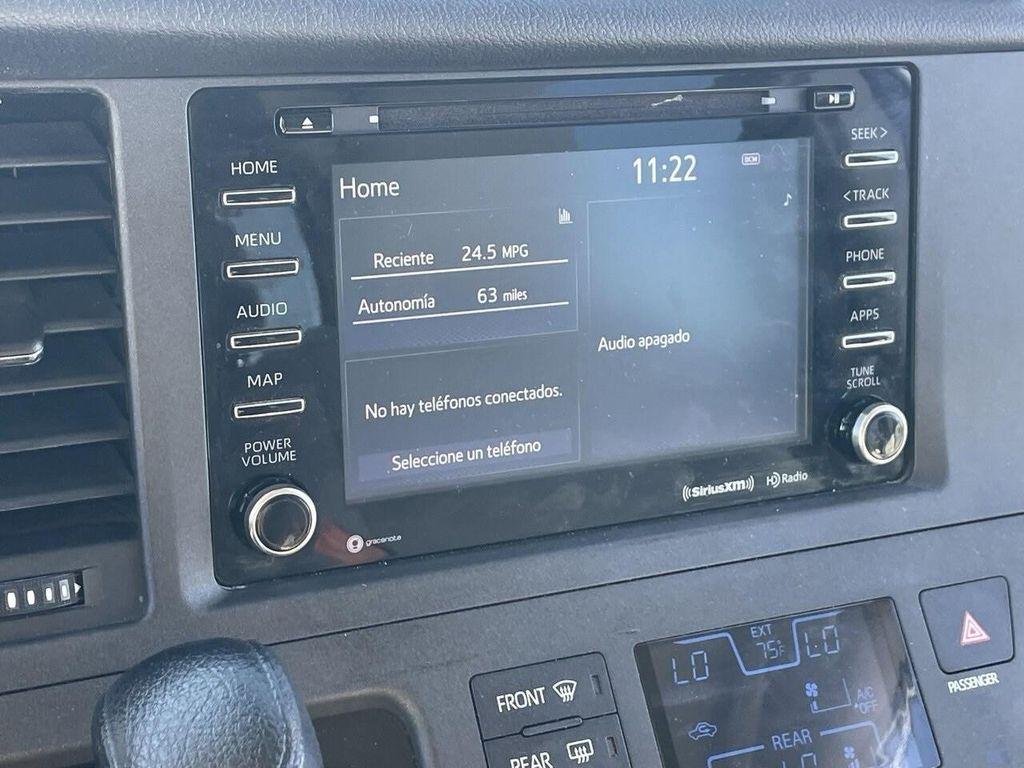 SEEK >
HOME
Home
11:22
DCM
< TRACK
MENU
Reciente 24.5 MPG
PHONE
AUDIO
Autonomía 63 miles
Audio apagado
APPS
MAP
No hay teléfonos conectados.
TUNE
SCROLL
POWER
VOLUME
Seleccione un teléfono
((SiriusXM))
HD Radio
gracenote
EXT
LO
75°F
LO
PASSENGER
FRONT
A/C
OFF
REAR
REAR
LO